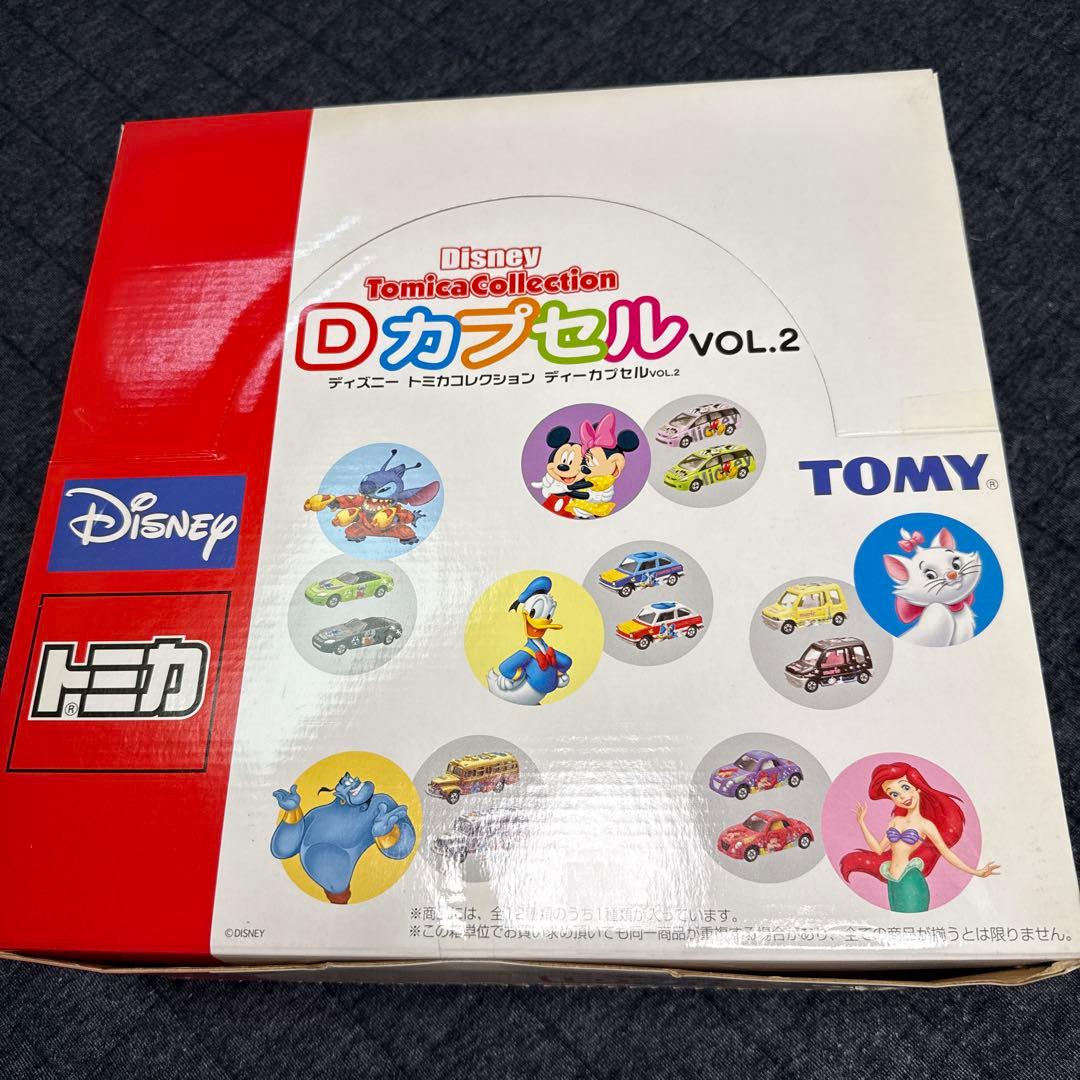 Disney
TomicaCollection
Dカプセル VOL.2
ディズニー トミカコレクション ディーカプセルVOL.2
TOMY®
Disney
トミカ®
Mickey
Mickey
※商品には、全12種類のうち1種類が入っています。
※この箱単位でお買い求め頂いても同一商品が重複する場合があり、全ての商品が揃うとは限りません。
©DISNEY